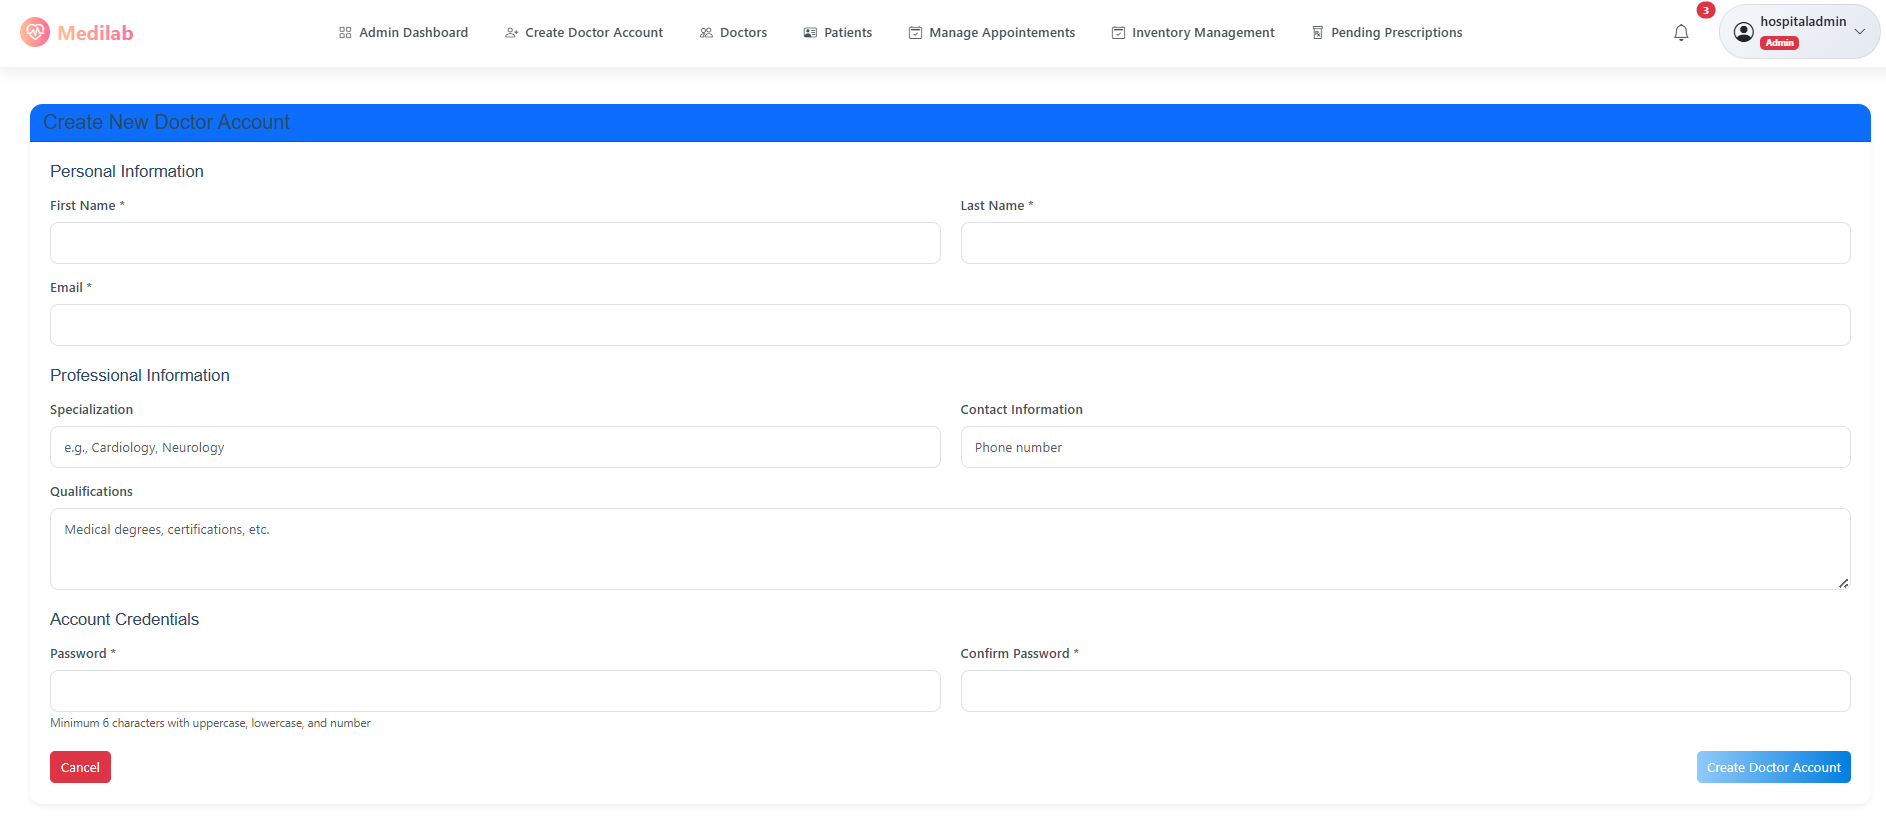 Medilab
Admin Dashboard
Create Doctor Account
Doctors
Patients
Manage Appointements
Inventory Management
Pending Prescriptions
3
hospitaladmin
Admin
Create New Doctor Account
Personal Information
First Name *
Last Name *
Email *
Professional Information
Specialization
Contact Information
e.g., Cardiology, Neurology
Phone number
Qualifications
Medical degrees, certifications, etc.
Account Credentials
Password *
Confirm Password *
Minimum 6 characters with uppercase, lowercase, and number
Cancel
Create Doctor Account